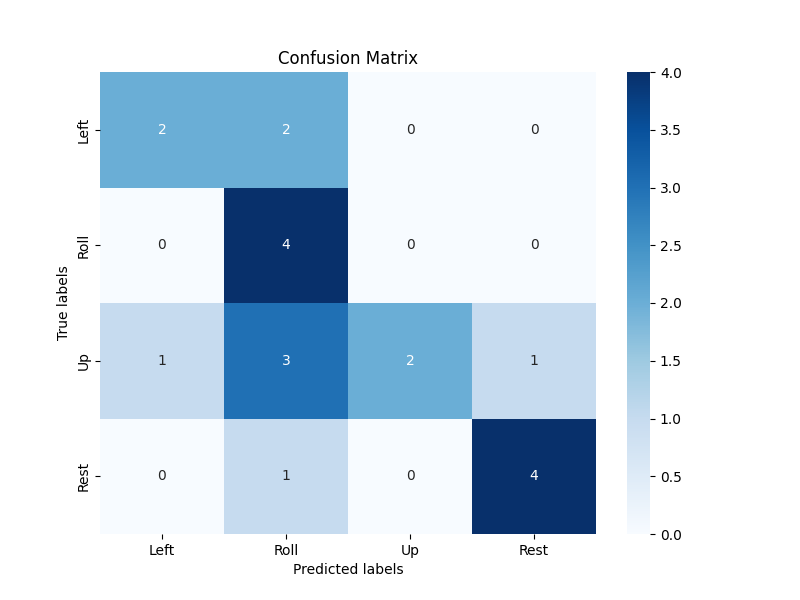 Confusion Matrix
True labels
Left 2 2 0 0
Roll 0 4 0 0
Up 1 3 2 1
Rest 0 1 0 4
Left Roll Up Rest
Predicted labels
4.0
3.5
3.0
2.5
2.0
1.5
1.0
0.5
0.0